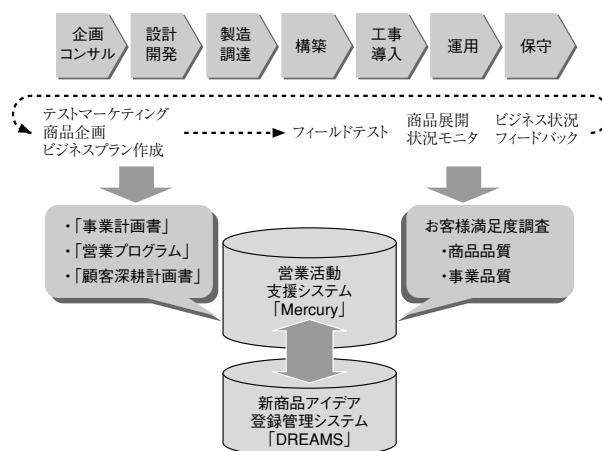 企画
コンサル
設計
開発
製造
調達
構築
工事
導入
運用
保守
テストマーケティング
商品企画
ビジネスプラン作成
フィールドテスト
商品展開
状況モニタ
ビジネス状況
フィードバック
・「事業計画書」
・「営業プログラム」
・「顧客深耕計画書」
お客様満足度調査
・商品品質
・事業品質
営業活動
支援システム
「Mercury」
新商品アイデア
登録管理システム
「DREAMS」